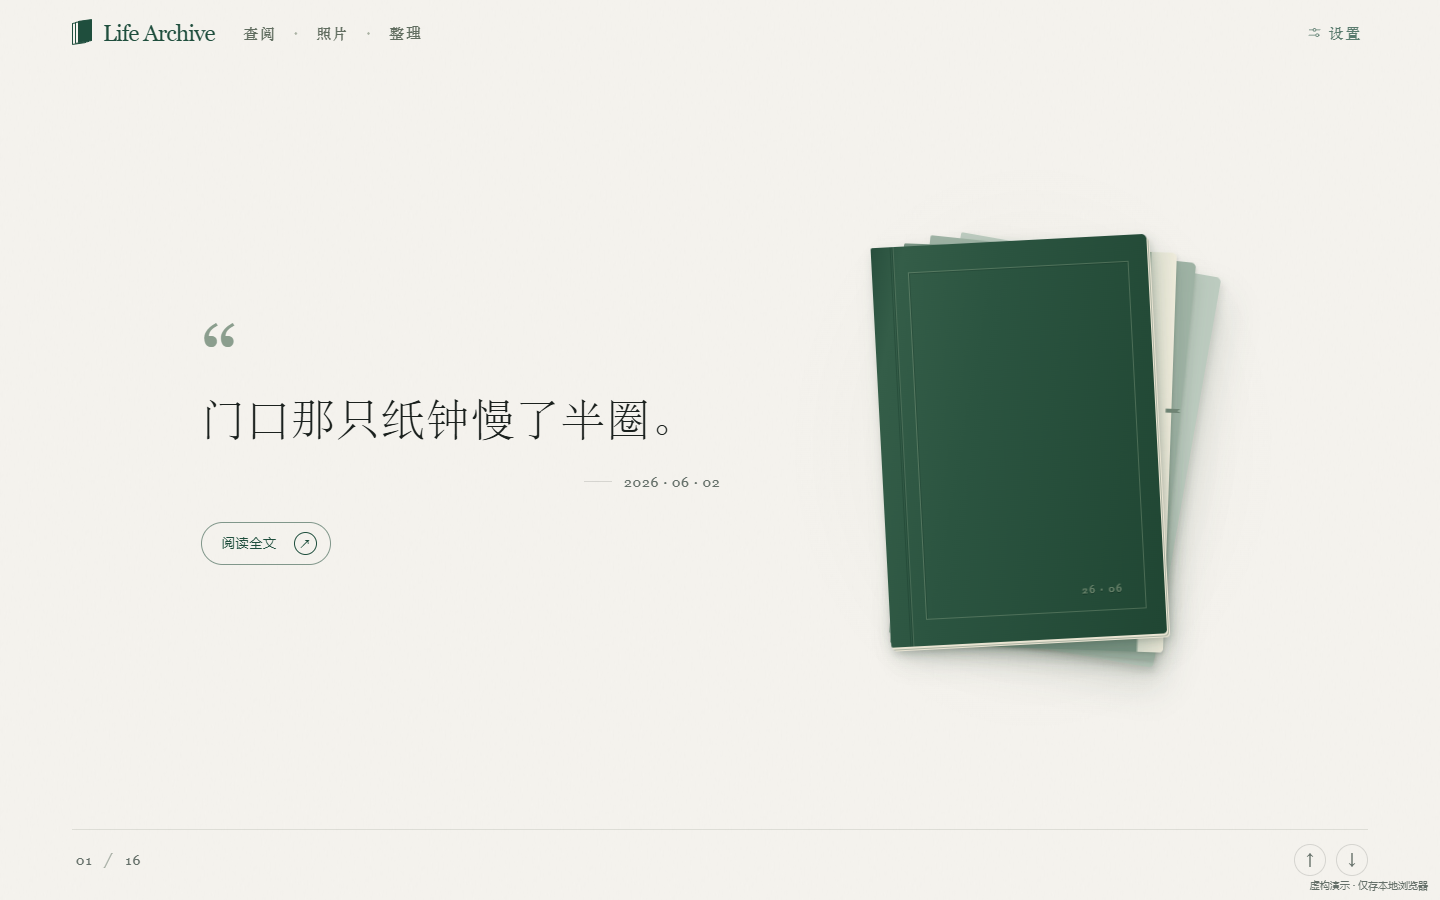 Life Archive 查阅 · 照片 · 整理 设置
“
门口那只纸钟慢了半圈。
2026 · 06 · 02
阅读全文 ↗
26 · 06
01 / 16 ↑ ↓
虚构演示 · 仅存本地浏览器